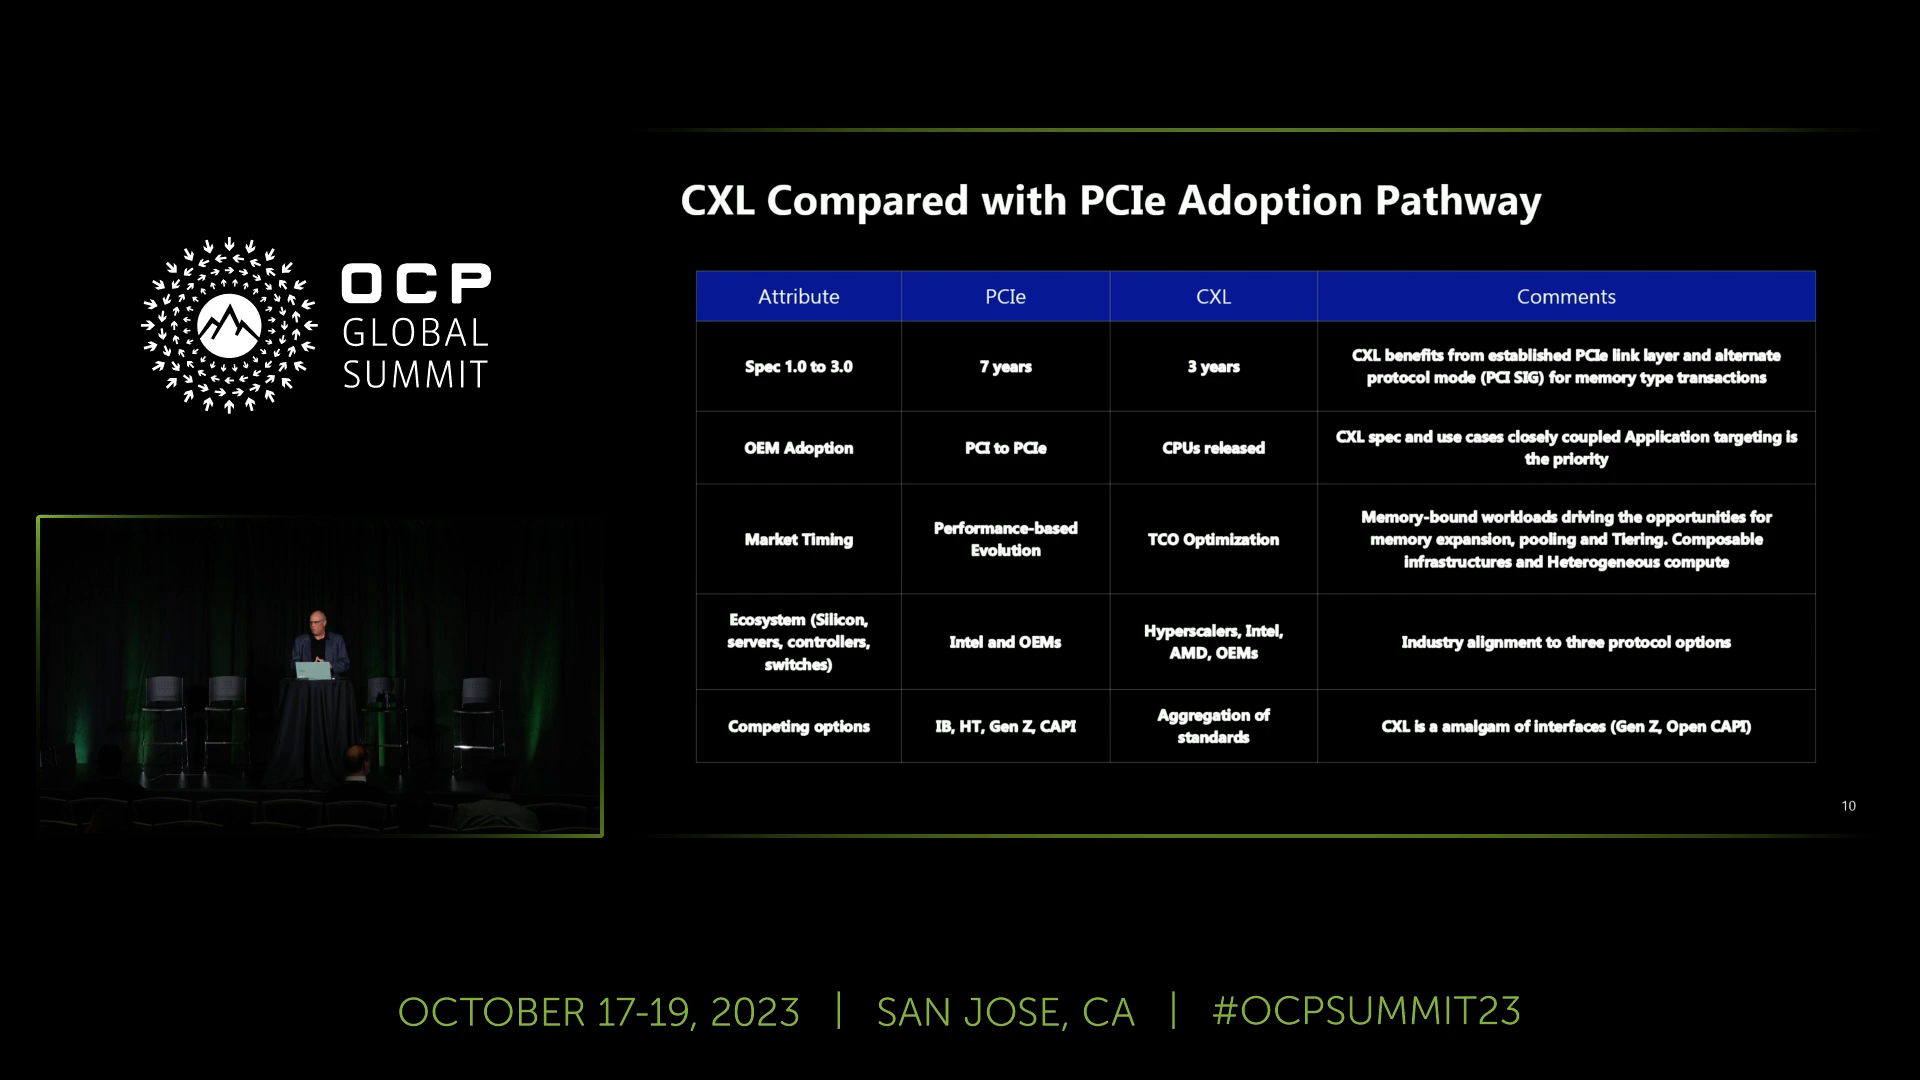 OCP
GLOBAL
SUMMIT
CXL Compared with PCIe Adoption Pathway
Attribute
PCIe
CXL
Comments
Spec 1.0 to 3.0
7 years
3 years
CXL benefits from established PCIe link layer and alternate
protocol mode (PCI SIG) for memory type transactions
OEM Adoption
PCI to PCIe
CPUs released
CXL spec and use cases closely coupled Application targeting is
the priority
Market Timing
Performance-based
Evolution
TCO Optimization
Memory-bound workloads driving the opportunities for
memory expansion, pooling and Tiering. Composable
infrastructures and Heterogeneous compute
Ecosystem (Silicon,
servers, controllers,
switches)
Intel and OEMs
Hyperscalers, Intel,
AMD, OEMs
Industry alignment to three protocol options
Competing options
IB, HT, Gen Z, CAPI
Aggregation of
standards
CXL is a amalgam of interfaces (Gen Z, Open CAPI)
10
OCTOBER 17-19, 2023 | SAN JOSE, CA | #OCPSUMMIT23